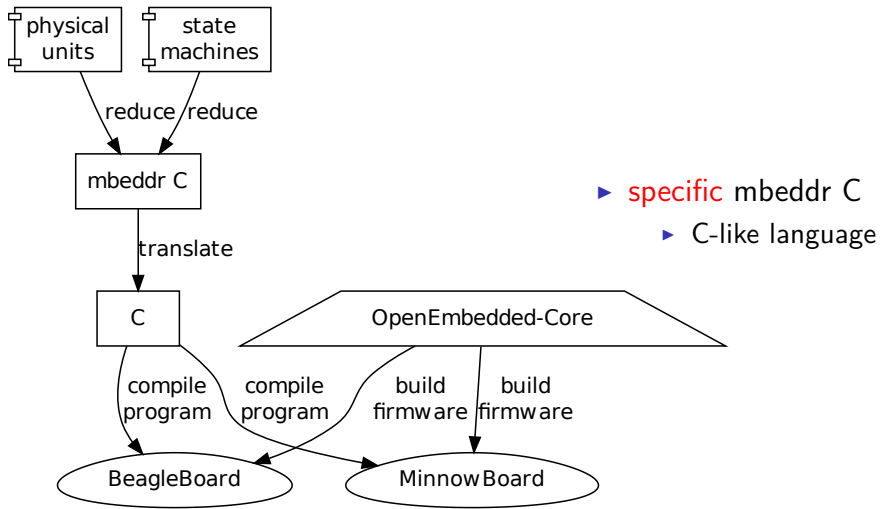 physical
units
state
machines
reduce
reduce
mbeddr C
▶ specific mbeddr C
▶ C-like language
translate
C
OpenEmbedded-Core
compile
program
compile
program
build
firmware
build
firmware
BeagleBoard
MinnowBoard